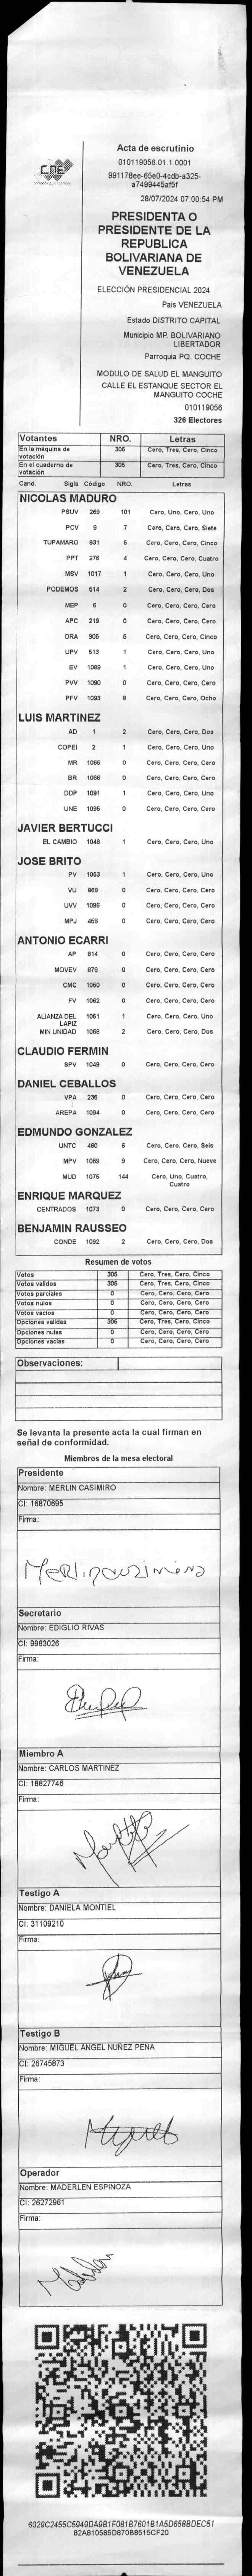 CNE
Acta de escrutinio
010119056.01.1.0001
991178ee-65e0-4cdb-a325-
a7499445af5f
28/07/2024 07:00:54 PM
PRESIDENTA O
PRESIDENTE DE LA
REPUBLICA
BOLIVARIANA DE
VENEZUELA
ELECCIÓN PRESIDENCIAL 2024
Pais VENEZUELA
Estado DISTRITO CAPITAL
Municipio MP. BOLIVARIANO
LIBERTADOR
Parroquia PQ. COCHE
MODULO DE SALUD EL MANGUITO
CALLE EL ESTANQUE SECTOR EL
MANGUITO COCHE
010119056
326 Electores
Votantes NRO. Letras
En la máquina de votación 305 Cero, Tres, Cero, Cinco
En el cuaderno de votación 305 Cero, Tres, Cero, Cinco
Cand. Sigla Código NRO. Letras
NICOLAS MADURO
PSUV 269 101 Cero, Uno, Cero, Uno
PCV 9 7 Cero, Cero, Cero, Siete
TUPAMARO 931 5 Cero, Cero, Cero, Cinco
PPT 276 4 Cero, Cero, Cero, Cuatro
MSV 1017 1 Cero, Cero, Cero, Uno
PODEMOS 514 2 Cero, Cero, Cero, Dos
MEP 6 0 Cero, Cero, Cero, Cero
APC 219 0 Cero, Cero, Cero, Cero
ORA 906 5 Cero, Cero, Cero, Cinco
UPV 513 1 Cero, Cero, Cero, Uno
EV 1089 1 Cero, Cero, Cero, Uno
PVV 1090 0 Cero, Cero, Cero, Cero
PFV 1093 8 Cero, Cero, Cero, Ocho
LUIS MARTINEZ
AD 1 2 Cero, Cero, Cero, Dos
COPEI 2 1 Cero, Cero, Cero, Uno
MR 1065 0 Cero, Cero, Cero, Cero
BR 1066 0 Cero, Cero, Cero, Cero
DDP 1091 1 Cero, Cero, Cero, Uno
UNE 1095 0 Cero, Cero, Cero, Cero
JAVIER BERTUCCI
EL CAMBIO 1048 1 Cero, Cero, Cero, Uno
JOSE BRITO
PV 1053 1 Cero, Cero, Cero, Uno
VU 968 0 Cero, Cero, Cero, Cero
UVV 1096 0 Cero, Cero, Cero, Cero
MPJ 458 0 Cero, Cero, Cero, Cero
ANTONIO ECARRI
AP 914 0 Cero, Cero, Cero, Cero
MOVEV 979 0 Cero, Cero, Cero, Cero
CMC 1050 0 Cero, Cero, Cero, Cero
FV 1062 0 Cero, Cero, Cero, Cero
ALIANZA DEL LAPIZ 1051 1 Cero, Cero, Cero, Uno
MIN UNIDAD 1068 2 Cero, Cero, Cero, Dos
CLAUDIO FERMIN
SPV 1049 0 Cero, Cero, Cero, Cero
DANIEL CEBALLOS
VPA 236 0 Cero, Cero, Cero, Cero
AREPA 1094 0 Cero, Cero, Cero, Cero
EDMUNDO GONZALEZ
UNTC 460 6 Cero, Cero, Cero, Seis
MPV 1069 9 Cero, Cero, Cero, Nueve
MUD 1075 144 Cero, Uno, Cuatro,
Cuatro
ENRIQUE MARQUEZ
CENTRADOS 1073 0 Cero, Cero, Cero, Cero
BENJAMIN RAUSSEO
CONDE 1092 2 Cero, Cero, Cero, Dos
Resumen de votos
Votos 305 Cero, Tres, Cero, Cinco
Votos validos 305 Cero, Tres, Cero, Cinco
Votos parciales 0 Cero, Cero, Cero, Cero
Votos nulos 0 Cero, Cero, Cero, Cero
Votos vacios 0 Cero, Cero, Cero, Cero
Opciones validas 305 Cero, Tres, Cero, Cinco
Opciones nulas 0 Cero, Cero, Cero, Cero
Opciones vacias 0 Cero, Cero, Cero, Cero
Observaciones:
Se levanta la presente acta la cual firman en
señal de conformidad.
Miembros de la mesa electoral
Presidente
Nombre: MERLIN CASIMIRO
CI: 16870695
Firma:
Secretario
Nombre: EDIGLIO RIVAS
CI: 9983026
Firma:
Miembro A
Nombre: CARLOS MARTINEZ
CI: 18827746
Firma:
Testigo A
Nombre: DANIELA MONTIEL
CI: 31109210
Firma:
Testigo B
Nombre: MIGUEL ANGEL NUÑEZ PEÑA
CI: 26745873
Firma:
Operador
Nombre: MADERLEN ESPINOZA
CI: 26272961
Firma:
6029C2455C5949DA9B1F081B7601B1A5D658BDEC51
82A810585D870B8515CF20